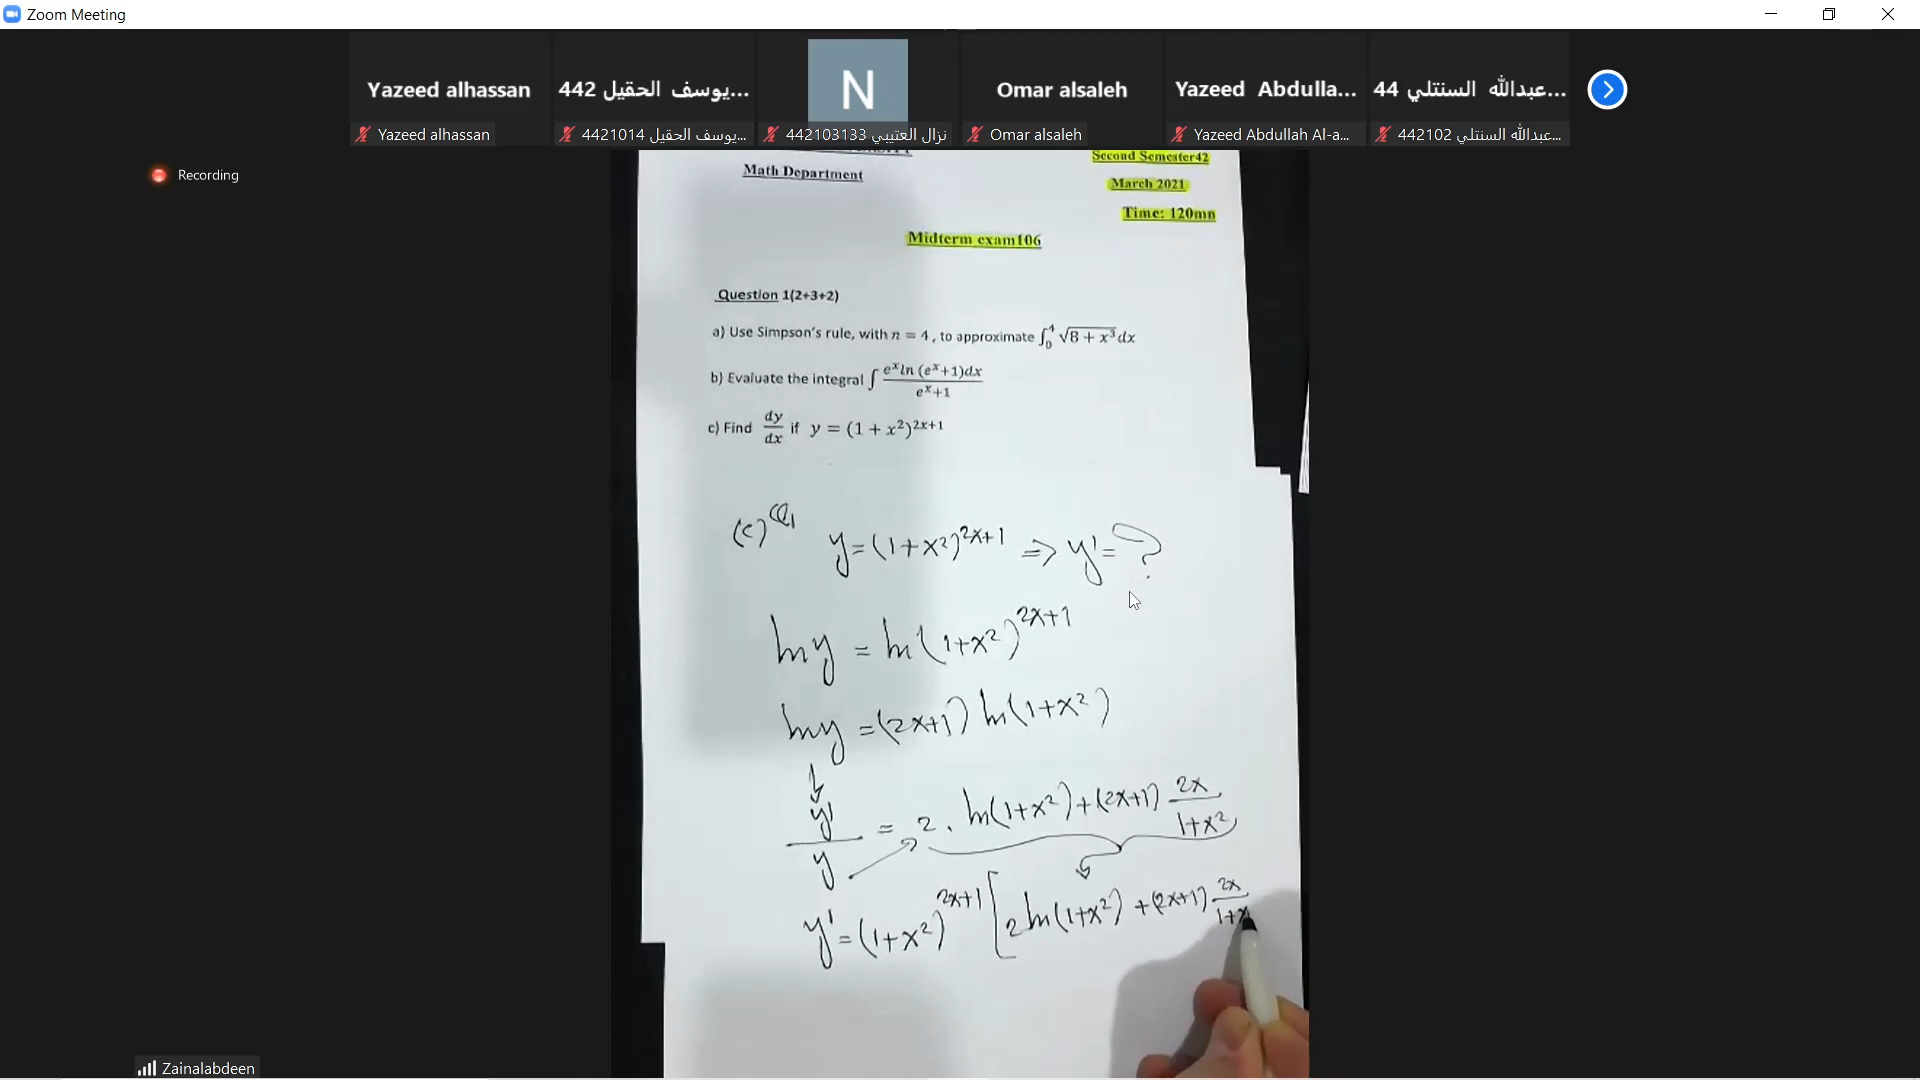 Zoom Meeting
Yazeed alhassan
442 يوسف الحقيل...
N
Omar alsaleh
Yazeed Abdulla...
44 عبدالله السنتلي...
Yazeed alhassan
4421014 يوسف الحقيل...
442103133 نزال العتيبي
Omar alsaleh
Yazeed Abdullah Al-a...
442102 عبدالله السنتلي...
Recording
Math Department
Second Semester42
March 2021
Time: 120mn
Midterm exam106
Question 1(2+3+2)
a) Use Simpson's rule, with n = 4, to approximate ∫₀⁴ √(8 + x³) dx
b) Evaluate the integral ∫ eˣ ln (eˣ+1)dx / eˣ+1
c) Find dy/dx if y = (1 + x²)²ˣ⁺¹
(c) Q1
y = (1+x²)²ˣ⁺¹ ⇒ y' = ?
ln y = ln (1+x²)²ˣ⁺¹
ln y = (2x+1) ln(1+x²)
y'/y = 2 . ln(1+x²) + (2x+1) 2x/1+x²
y' = (1+x²)²ˣ⁺¹ [2 ln(1+x²) + (2x+1) 2x/1+x
Zainalabdeen